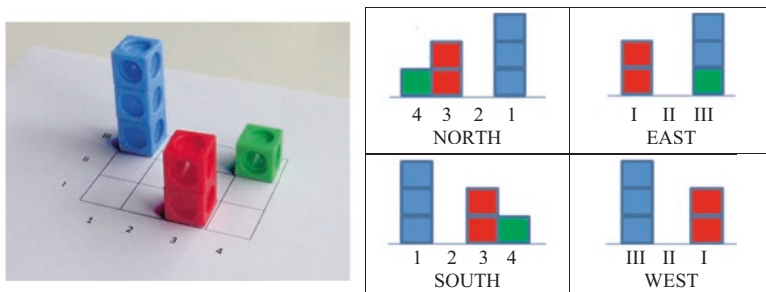 III
II
I
1 2 3 4
4 3 2 1
NORTH
I II III
EAST
1 2 3 4
SOUTH
III II I
WEST